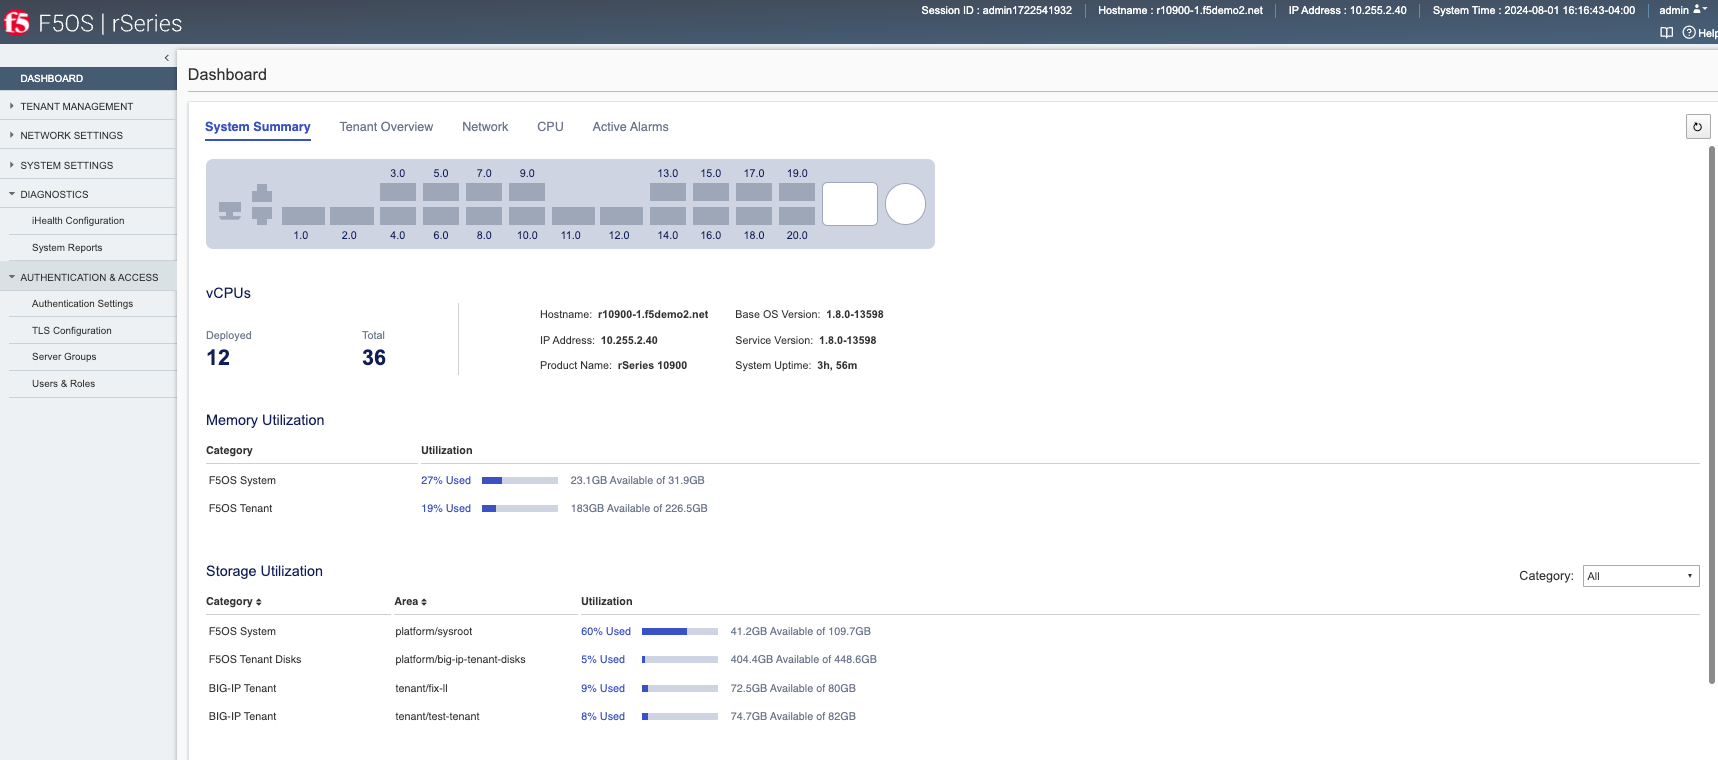 f5 F5OS | rSeries
Session ID : admin1722541932 Hostname : r10900-1.f5demo2.net IP Address : 10.255.2.40 System Time : 2024-08-01 16:16:43-04:00 admin
Help
DASHBOARD
TENANT MANAGEMENT
NETWORK SETTINGS
SYSTEM SETTINGS
DIAGNOSTICS
iHealth Configuration
System Reports
AUTHENTICATION & ACCESS
Authentication Settings
TLS Configuration
Server Groups
Users & Roles
Dashboard
System Summary Tenant Overview Network CPU Active Alarms
3.0 5.0 7.0 9.0 13.0 15.0 17.0 19.0
1.0 2.0 4.0 6.0 8.0 10.0 11.0 12.0 14.0 16.0 18.0 20.0
vCPUs
Deployed Total
12 36
Hostname: r10900-1.f5demo2.net Base OS Version: 1.8.0-13598
IP Address: 10.255.2.40 Service Version: 1.8.0-13598
Product Name: rSeries 10900 System Uptime: 3h, 56m
Memory Utilization
Category Utilization
F5OS System 27% Used 23.1GB Available of 31.9GB
F5OS Tenant 19% Used 183GB Available of 226.5GB
Storage Utilization
Category: All
Category Area Utilization
F5OS System platform/sysroot 60% Used 41.2GB Available of 109.7GB
F5OS Tenant Disks platform/big-ip-tenant-disks 5% Used 404.4GB Available of 448.6GB
BIG-IP Tenant tenant/fix-ll 9% Used 72.5GB Available of 80GB
BIG-IP Tenant tenant/test-tenant 8% Used 74.7GB Available of 82GB